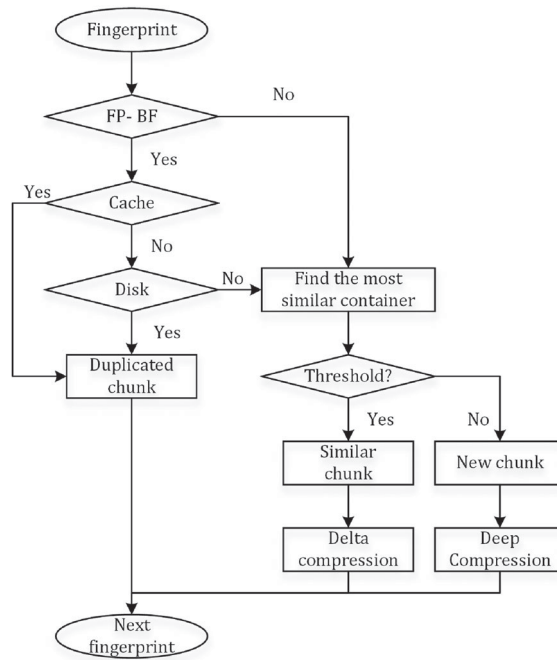 Fingerprint
No
FP- BF
Yes
Yes
Cache
No
Disk
No
Find the most
similar container
Yes
Duplicated
chunk
Threshold?
Yes
No
Similar
chunk
New chunk
Delta
compression
Deep
Compression
Next
fingerprint